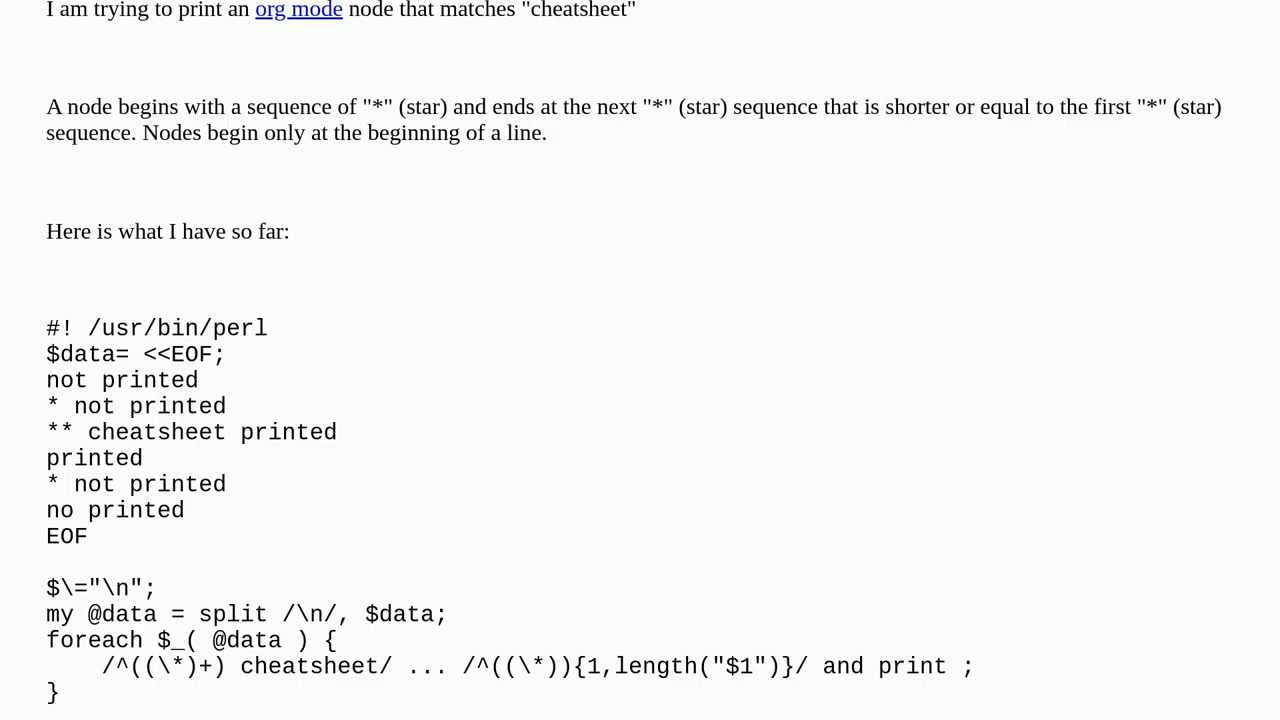 I am trying to print an org mode node that matches "cheatsheet"
A node begins with a sequence of "*" (star) and ends at the next "*" (star) sequence that is shorter or equal to the first "*" (star)
sequence. Nodes begin only at the beginning of a line.
Here is what I have so far:
#! /usr/bin/perl
$data= <<EOF;
not printed
* not printed
** cheatsheet printed
printed
* not printed
no printed
EOF
$\="\n";
my @data = split /\n/, $data;
foreach $_( @data ) {
    /^((\*)+) cheatsheet/ ... /^((\*)){1,length("$1")}/ and print ;
}